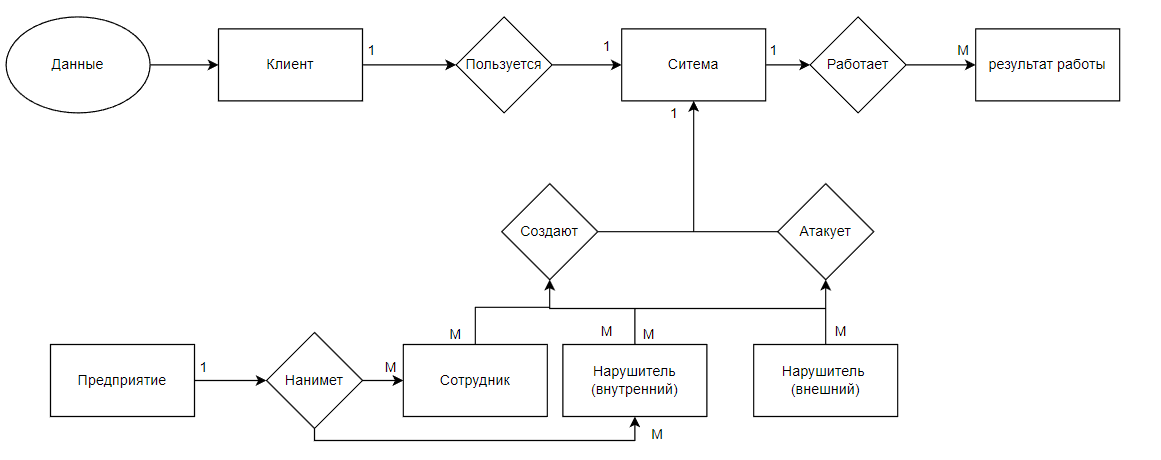 Данные
Клиент
1
Пользуется
1
Ситема
1
Работает
М
результат работы
1
Создают
Атакует
М
М
М
М
Предприятие
1
Нанимет
М
Сотрудник
Нарушитель
(внутренний)
Нарушитель
(внешний)
М